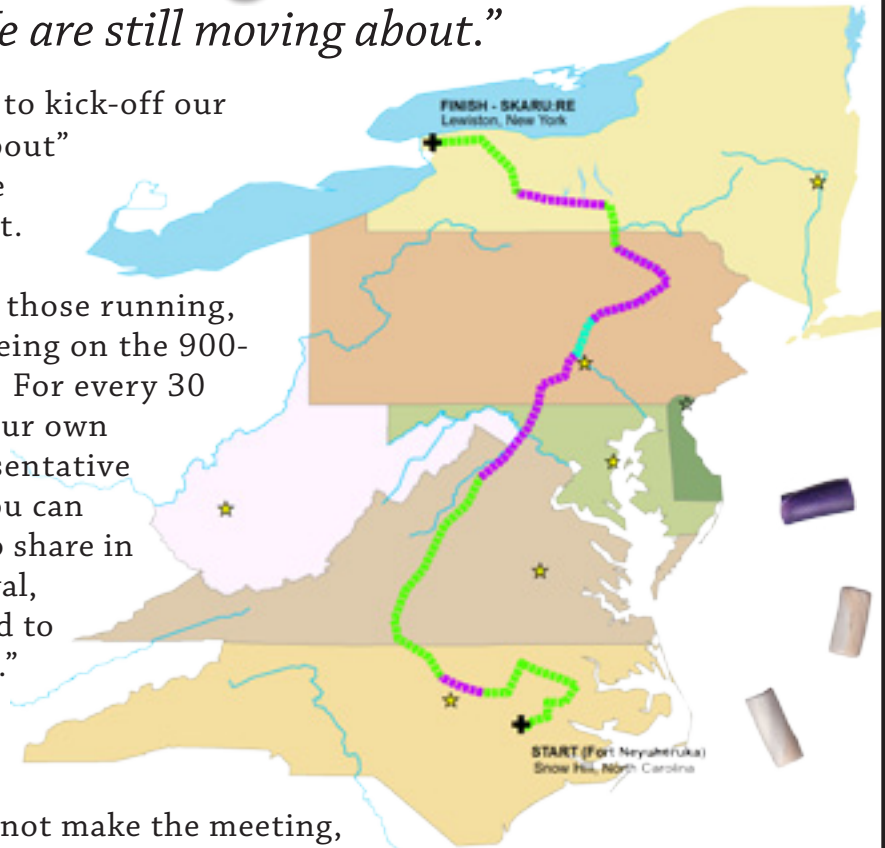 e are still moving about.”
to kick-off our
out”
e
t.
those running,
eing on the 900-
For every 30
ur own
sentative
ou can
o share in
al,
d to
.”
not make the meeting,
FINISH - SKARU:RE
Lewiston, New York
START (Fort Neyuheruka)
Snow Hill, North Carolina